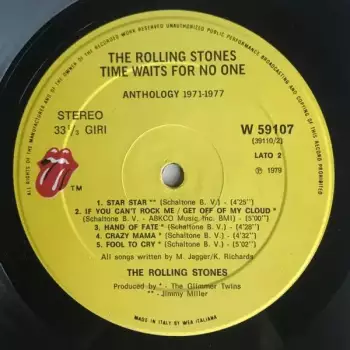 ALL RIGHTS OF THE MANUFACTURER AND OF THE OWNER OF THE RECORDED WORK RESERVED UNAUTHORIZED PUBLIC PERFORMANCE BROADCASTING AND COPYING OF THIS RECORD PROHIBITED
THE ROLLING STONES
TIME WAITS FOR NO ONE
ANTHOLOGY 1971-1977
STEREO
33 1/3 GIRI
W 59107
(39110/2)
LATO 2
℗ 1979
TM
1. STAR STAR ** (Schaltone B. V.) - (4'25")
2. IF YOU CAN'T ROCK ME / GET OFF OF MY CLOUD *
(Schaltone B. V. - ABKCO Music, Inc. BMI) - (5'00")
3. HAND OF FATE * (Schaltone B. V.) - (4'28")
4. CRAZY MAMA * (Schaltone B. V.) - (4'32")
5. FOOL TO CRY * (Schaltone B. V.) - (5'02")
All songs written by M. Jagger/K. Richards
THE ROLLING STONES
Produced by * - The Glimmer Twins
** - Jimmy Miller
MADE IN ITALY BY WEA ITALIANA